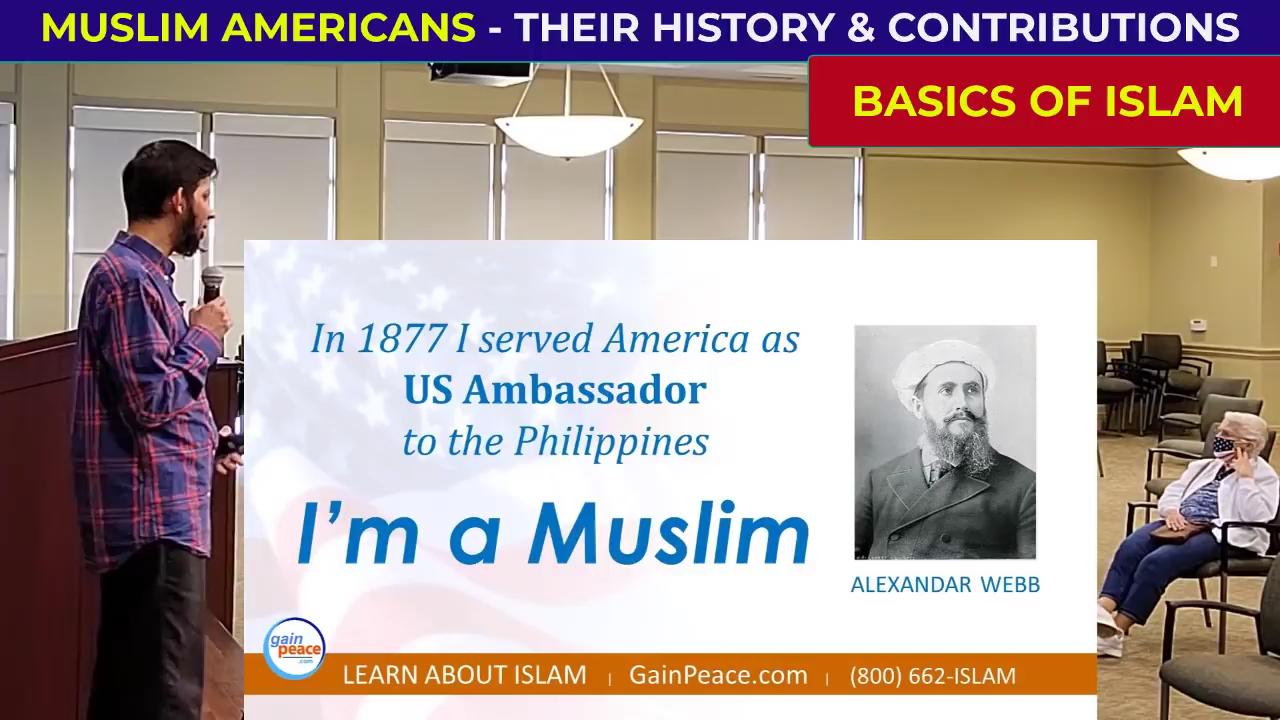 MUSLIM AMERICANS - THEIR HISTORY & CONTRIBUTIONS
BASICS OF ISLAM
In 1877 I served America as
US Ambassador
to the Philippines
I'm a Muslim
ALEXANDAR WEBB
gain
peace
.com
LEARN ABOUT ISLAM | GainPeace.com | (800) 662-ISLAM